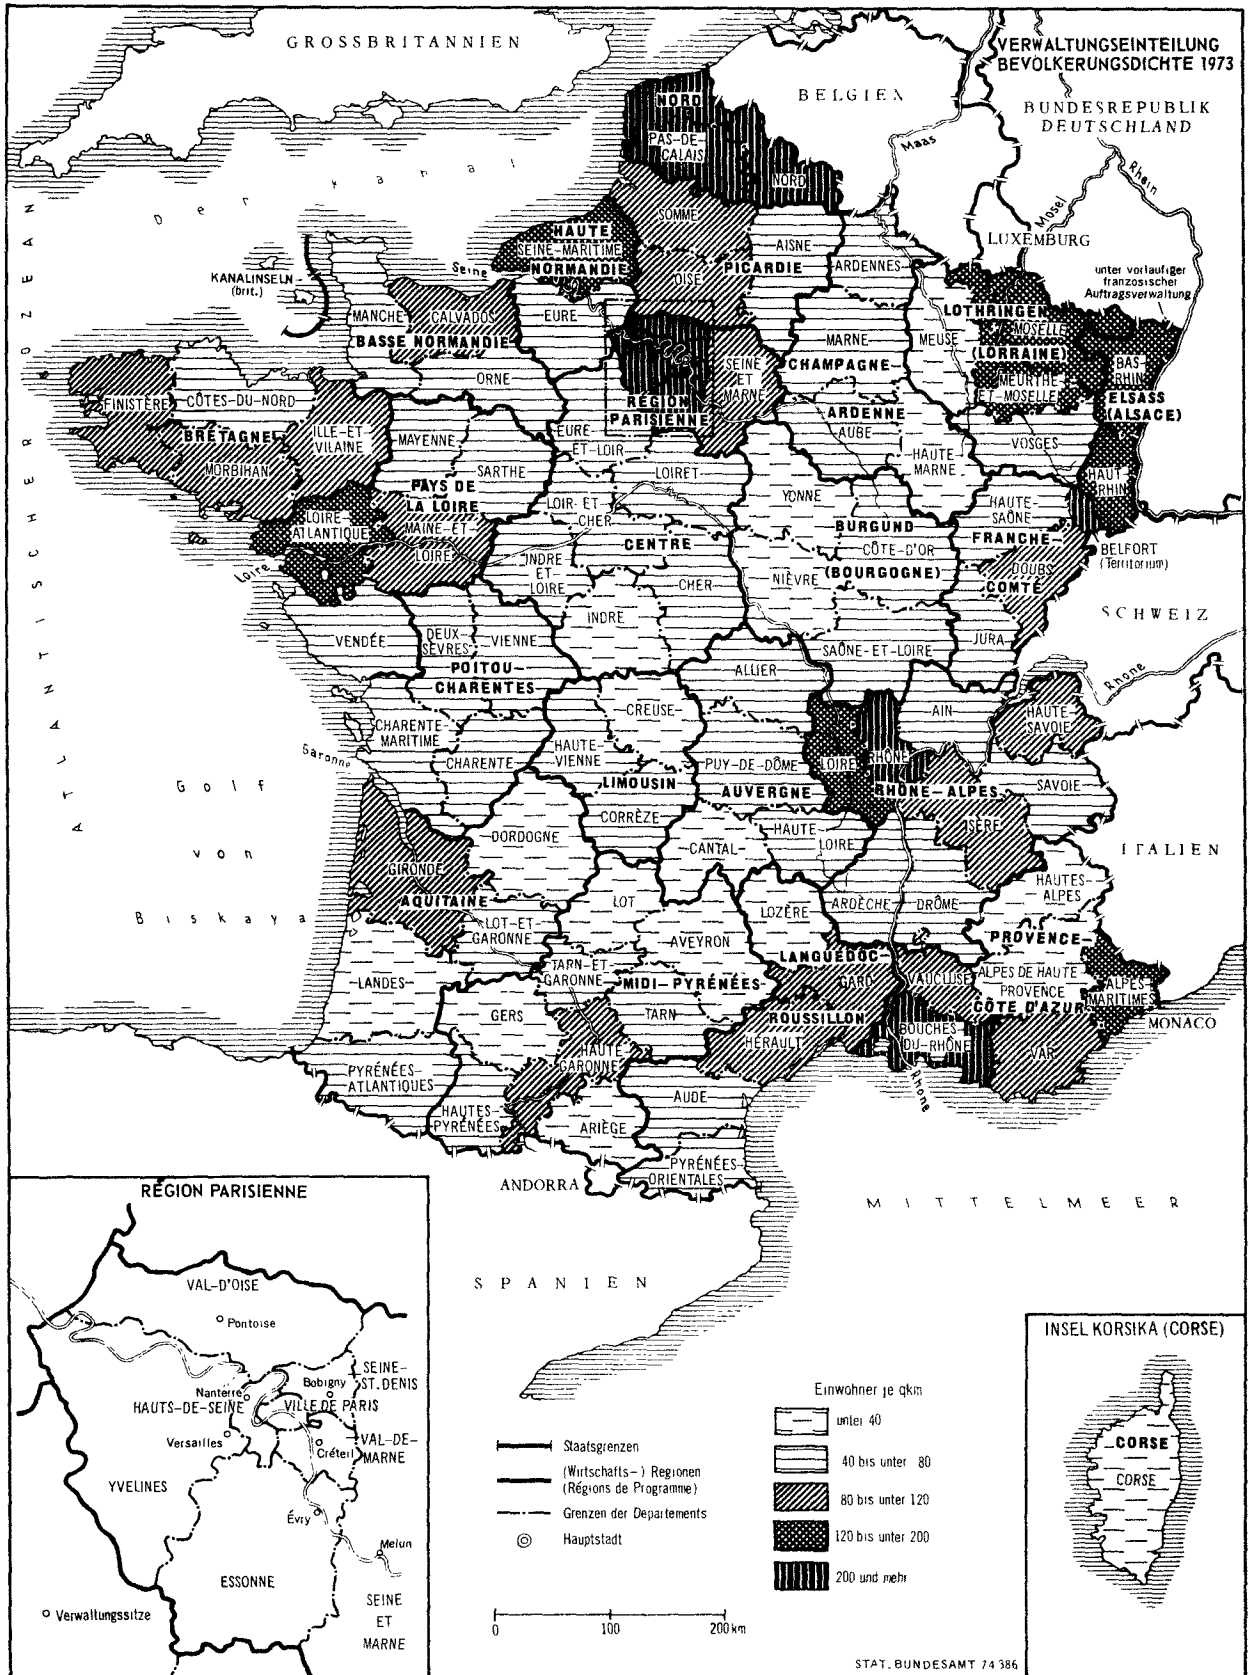 VERWALTUNGSEINTEILUNG
BEVÖLKERUNGSDICHTE 1973
GROSSBRITANNIEN
BELGIEN
BUNDESREPUBLIK
DEUTSCHLAND
Maas
Rhein
Mosel
LUXEMBURG
unter vorläufiger
französischer
Auftragsverwaltung
Der Kanal
KANALINSELN
(brit.)
Seine
ATLANTISCHER OZEAN
NORD
PAS-DE-
CALAIS
NORD
SOMME
HAUTE
SEINE-MARITIME
NORMANDIE
OISE
PICARDIE
AISNE
ARDENNES
MANCHE
CALVADOS
EURE
BASSE NORMANDIE
ORNE
RÉGION
PARISIENNE
SEINE
ET
MARNE
MARNE
CHAMPAGNE-
ARDENNE
AUBE
HAUTE
MARNE
MEUSE
LOTHRINGEN
MOSELLE
(LORRAINE)
MEURTHE-
ET-MOSELLE
VOSGES
BAS-
RHIN
ELSASS
(ALSACE)
HAUT-
RHIN
FINISTÈRE
CÔTES-DU-NORD
BRETAGNE
MORBIHAN
ILLE-ET
VILAINE
MAYENNE
SARTHE
PAYS DE
LA LOIRE
LOIRE-
ATLANTIQUE
MAINE-ET-
LOIRE
Loire
EURE-
ET-LOIR
LOIRET
LOIR-ET-
CHER
CENTRE
INDRE
ET
LOIRE
CHER
INDRE
YONNE
BURGUND
CÔTE-D'OR
NIÈVRE
(BOURGOGNE)
SAÔNE-ET-LOIRE
HAUTE-
SAÔNE
FRANCHE-
DOUBS
COMTÉ
JURA
BELFORT
(Territorium)
SCHWEIZ
Rhone
VENDÉE
DEUX-
SÈVRES
VIENNE
POITOU-
CHARENTES
CHARENTE-
MARITIME
CHARENTE
Garonne
HAUTE-
VIENNE
CREUSE
LIMOUSIN
CORRÈZE
ALLIER
PUY-DE-DÔME
AUVERGNE
CANTAL
HAUTE
LOIRE
LOIRE
RHÔNE
AIN
HAUTE-
SAVOIE
RHÔNE-ALPES
SAVOIE
ISÈRE
ARDÈCHE
DRÔME
ITALIEN
Golf
von
Biskaya
GIRONDE
AQUITAINE
DORDOGNE
LOT-ET
GARONNE
LANDES
PYRÉNÉES-
ATLANTIQUES
LOT
AVEYRON
TARN-ET
GARONNE
MIDI-PYRÉNÉES
GERS
TARN
HAUTE-
GARONNE
HAUTES-
PYRÉNÉES
ARIÈGE
LOZÈRE
LANGUEDOC-
GARD
ROUSSILLON
HÉRAULT
AUDE
PYRÉNÉES-
ORIENTALES
HAUTES-
ALPES
PROVENCE-
ALPES DE HAUTE
PROVENCE
CÔTE D'AZUR
VAUCLUSE
BOUCHES-
DU-RHÔNE
VAR
ALPES-
MARITIMES
MONACO
Rhone
ANDORRA
SPANIEN
MITTELMEER
RÉGION PARISIENNE
VAL-D'OISE
Pontoise
SEINE-
ST. DENIS
Bobigny
Nanterre
HAUTS-DE-SEINE
VILLE DE PARIS
Versailles
Créteil
VAL-DE-
MARNE
YVELINES
Évry
Melun
ESSONNE
SEINE
ET
MARNE
Verwaltungssitze
Staatsgrenzen
(Wirtschafts-) Regionen
(Régions de Programme)
Grenzen der Departements
Hauptstadt
0 100 200 km
Einwohner je qkm
unter 40
40 bis unter 80
80 bis unter 120
120 bis unter 200
200 und mehr
INSEL KORSIKA (CORSE)
CORSE
CORSE
STAT. BUNDESAMT 74 386